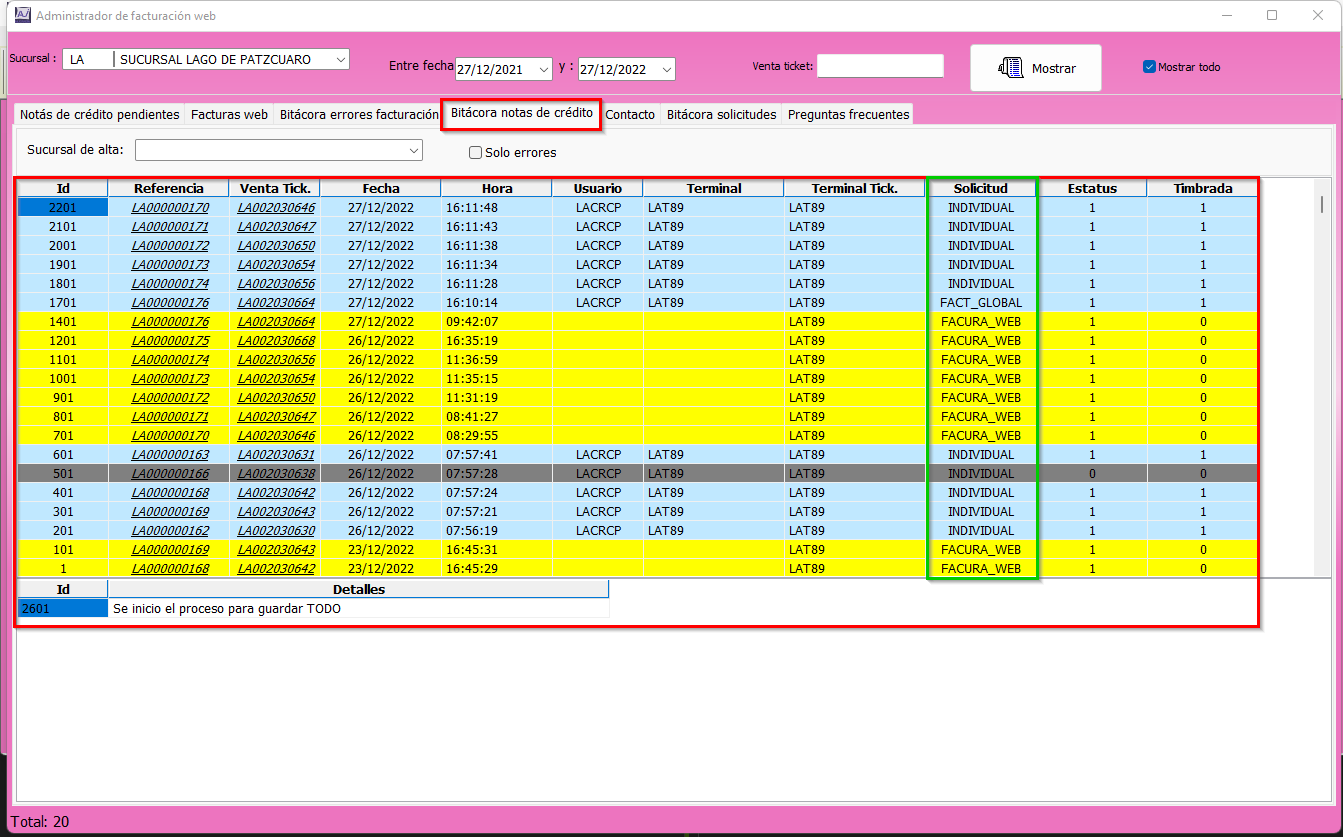 Administrador de facturación web
Sucursal : LA SUCURSAL LAGO DE PATZCUARO Entre fecha 27/12/2021 y : 27/12/2022 Venta ticket: Mostrar Mostrar todo
Notás de crédito pendientes Facturas web Bitácora errores facturación Bitácora notas de crédito Contacto Bitácora solicitudes Preguntas frecuentes
Sucursal de alta: Solo errores
Id Referencia Venta Tick. Fecha Hora Usuario Terminal Terminal Tick. Solicitud Estatus Timbrada
2201 LA000000170 LA002030646 27/12/2022 16:11:48 LACRCP LAT89 LAT89 INDIVIDUAL 1 1
2101 LA000000171 LA002030647 27/12/2022 16:11:43 LACRCP LAT89 LAT89 INDIVIDUAL 1 1
2001 LA000000172 LA002030650 27/12/2022 16:11:38 LACRCP LAT89 LAT89 INDIVIDUAL 1 1
1901 LA000000173 LA002030654 27/12/2022 16:11:34 LACRCP LAT89 LAT89 INDIVIDUAL 1 1
1801 LA000000174 LA002030656 27/12/2022 16:11:28 LACRCP LAT89 LAT89 INDIVIDUAL 1 1
1701 LA000000176 LA002030664 27/12/2022 16:10:14 LACRCP LAT89 LAT89 FACT_GLOBAL 1 1
1401 LA000000176 LA002030664 27/12/2022 09:42:07 LAT89 FACURA_WEB 1 0
1201 LA000000175 LA002030668 26/12/2022 16:35:19 LAT89 FACURA_WEB 1 0
1101 LA000000174 LA002030656 26/12/2022 11:36:59 LAT89 FACURA_WEB 1 0
1001 LA000000173 LA002030654 26/12/2022 11:35:15 LAT89 FACURA_WEB 1 0
901 LA000000172 LA002030650 26/12/2022 11:31:19 LAT89 FACURA_WEB 1 0
801 LA000000171 LA002030647 26/12/2022 08:41:27 LAT89 FACURA_WEB 1 0
701 LA000000170 LA002030646 26/12/2022 08:29:55 LAT89 FACURA_WEB 1 0
601 LA000000163 LA002030631 26/12/2022 07:57:41 LACRCP LAT89 LAT89 INDIVIDUAL 1 1
501 LA000000166 LA002030638 26/12/2022 07:57:28 LACRCP LAT89 LAT89 INDIVIDUAL 0 0
401 LA000000168 LA002030642 26/12/2022 07:57:24 LACRCP LAT89 LAT89 INDIVIDUAL 1 1
301 LA000000169 LA002030643 26/12/2022 07:57:21 LACRCP LAT89 LAT89 INDIVIDUAL 1 1
201 LA000000162 LA002030630 26/12/2022 07:56:19 LACRCP LAT89 LAT89 INDIVIDUAL 1 1
101 LA000000169 LA002030643 23/12/2022 16:45:31 LAT89 FACURA_WEB 1 0
1 LA000000168 LA002030642 23/12/2022 16:45:29 LAT89 FACURA_WEB 1 0
Id Detalles
2601 Se inicio el proceso para guardar TODO
Total: 20